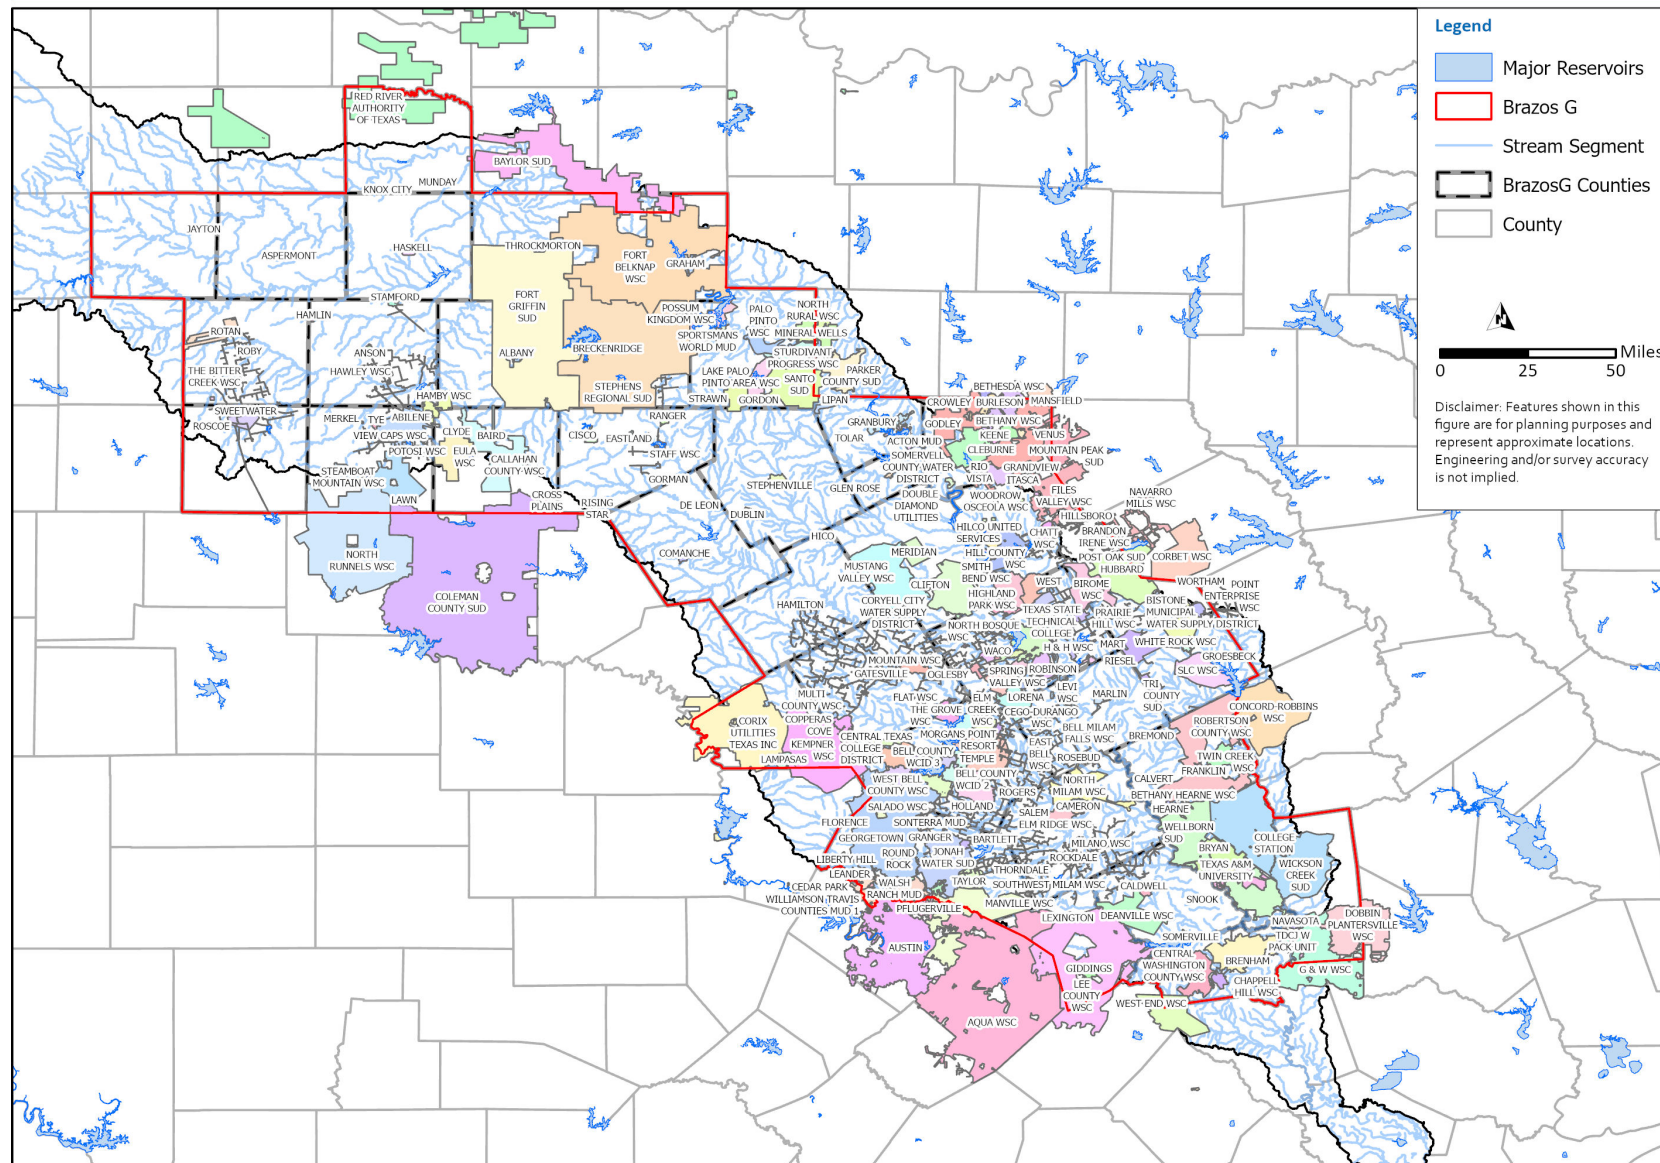 Legend
Major Reservoirs
Brazos G
Stream Segment
BrazosG Counties
County
N
Miles
0
25
50
Disclaimer: Features shown in this
figure are for planning purposes and
represent approximate locations.
Engineering and/or survey accuracy
is not implied.
RED RIVER
AUTHORITY
OF TEXAS
BAYLOR SUD
MUNDAY
KNOX CITY
JAYTON
ASPERMONT
HASKELL
THROCKMORTON
FORT
BELKNAP
WSC
GRAHAM
STAMFORD
HAMLIN
FORT
GRIFFIN
SUD
POSSUM
KINGDOM WSC
PALO
PINTO
WSC
NORTH
RURAL WSC
MINERAL WELLS
SPORTSMANS
WORLD MUD
ROTAN
ROBY
THE BITTER
CREEK WSC
ANSON
HAWLEY WSC
ALBANY
BRECKENRIDGE
STURDIVANT
PROGRESS WSC
LAKE PALO
PINTO AREA WSC
SANTO
SUD
PARKER
COUNTY SUD
STEPHENS
REGIONAL SUD
STRAWN
GORDON
LIPAN
HAMBY WSC
SWEETWATER
ROSCOE
MERKEL
TYE
ABILENE
VIEW CAPS WSC
POTOSI WSC
CLYDE
BAIRD
EULA
WSC
CALLAHAN
COUNTY WSC
CISCO
EASTLAND
RANGER
STAFF WSC
GORMAN
STEAMBOAT
MOUNTAIN WSC
LAWN
CROSS
PLAINS
RISING
STAR
DE LEON
DUBLIN
STEPHENVILLE
TOLAR
GRANBURY
ACTON MUD
SOMERVELL
COUNTY WATER
DISTRICT
GLEN ROSE
BETHESDA WSC
CROWLEY
BURLESON
MANSFIELD
GODLEY
BETHANY WSC
KEENE
VENUS
CLEBURNE
MOUNTAIN PEAK
SUD
RIO
VISTA
GRANDVIEW
ITASCA
DOUBLE
DIAMOND
UTILITIES
WOODROW
OSCEOLA WSC
FILES
VALLEY WSC
NAVARRO
MILLS WSC
HILLSBORO
HILCO UNITED
SERVICES
CHATT
WSC
BRANDON
IRENE WSC
HILL COUNTY
WSC
POST OAK SUD
HUBBARD
CORBET WSC
NORTH
RUNNELS WSC
COLEMAN
COUNTY SUD
COMANCHE
HICO
MERIDIAN
MUSTANG
VALLEY WSC
CLIFTON
SMITH
BEND WSC
HIGHLAND
PARK WSC
WEST
BIROME
WSC
WORTHAM
POINT
ENTERPRISE
WSC
BISTONE
MUNICIPAL
WATER SUPPLY DISTRICT
HAMILTON
CORYELL CITY
WATER SUPPLY
DISTRICT
NORTH BOSQUE
WSC
TEXAS STATE
TECHNICAL
COLLEGE
PRAIRIE
HILL WSC
WACO
H & H WSC
MART
WHITE ROCK WSC
MOUNTAIN WSC
GATESVILLE
OGLESBY
SPRING
VALLEY WSC
ROBINSON
RIESEL
GROESBECK
SLC WSC
MULTI
COUNTY WSC
FLAT WSC
THE GROVE
WSC
ELM
CREEK
WSC
LORENA
LEVI
WSC
MARLIN
TRI
COUNTY
SUD
CEGO-DURANGO
WSC
CORIX
UTILITIES
TEXAS INC
COPPERAS
COVE
KEMPNER
WSC
LAMPASAS
CENTRAL TEXAS
COLLEGE
DISTRICT
MORGANS POINT
RESORT
BELL COUNTY
WCID 3
TEMPLE
EAST
BELL
WSC
BELL MILAM
FALLS WSC
ROSEBUD
BREMOND
ROBERTSON
COUNTY WSC
CONCORD-ROBBINS
WSC
TWIN CREEK
WSC
FRANKLIN
WEST BELL
COUNTY WSC
BELL COUNTY
WCID 2
ROGERS
NORTH
MILAM WSC
CALVERT
BETHANY HEARNE WSC
SALADO WSC
HOLLAND
CAMERON
HEARNE
FLORENCE
SONTERRA MUD
SALEM
ELM RIDGE WSC
WELLBORN
SUD
GEORGETOWN
GRANGER
BARTLETT
MILANO WSC
COLLEGE
STATION
BRYAN
LIBERTY HILL
ROUND
ROCK
JONAH
WATER SUD
ROCKDALE
TEXAS A&M
UNIVERSITY
WICKSON
CREEK
SUD
LEANDER
THORNDALE
CEDAR PARK
WALSH
RANCH MUD
TAYLOR
SOUTHWEST MILAM WSC
CALDWELL
WILLIAMSON TRAVIS
COUNTIES MUD 1
PFLUGERVILLE
MANVILLE WSC
SNOOK
LEXINGTON
DEANVILLE WSC
NAVASOTA
DOBBIN
PLANTERSVILLE
WSC
AUSTIN
SOMERVILLE
TDCJ W
PACK UNIT
CENTRAL
WASHINGTON
COUNTY WSC
BRENHAM
G & W WSC
GIDDINGS
LEE
COUNTY
WSC
CHAPPELL
HILL WSC
WEST END WSC
AQUA WSC